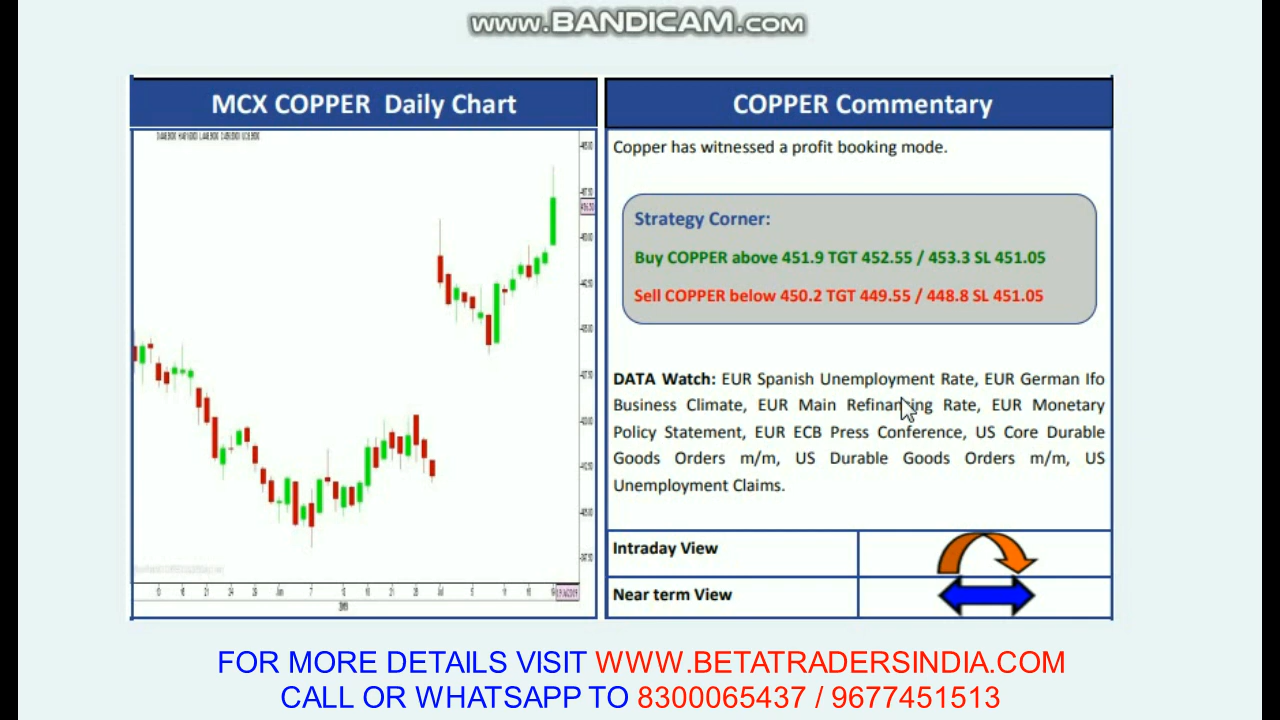 www.BANDICAM.com
MCX COPPER Daily Chart
COPPER Commentary
Copper has witnessed a profit booking mode.
Strategy Corner:
Buy COPPER above 451.9 TGT 452.55 / 453.3 SL 451.05
Sell COPPER below 450.2 TGT 449.55 / 448.8 SL 451.05
DATA Watch: EUR Spanish Unemployment Rate, EUR German Ifo
Business Climate, EUR Main Refinancing Rate, EUR Monetary
Policy Statement, EUR ECB Press Conference, US Core Durable
Goods Orders m/m, US Durable Goods Orders m/m, US
Unemployment Claims.
Intraday View
Near term View
FOR MORE DETAILS VISIT WWW.BETATRADERSINDIA.COM
CALL OR WHATSAPP TO 8300065437 / 9677451513